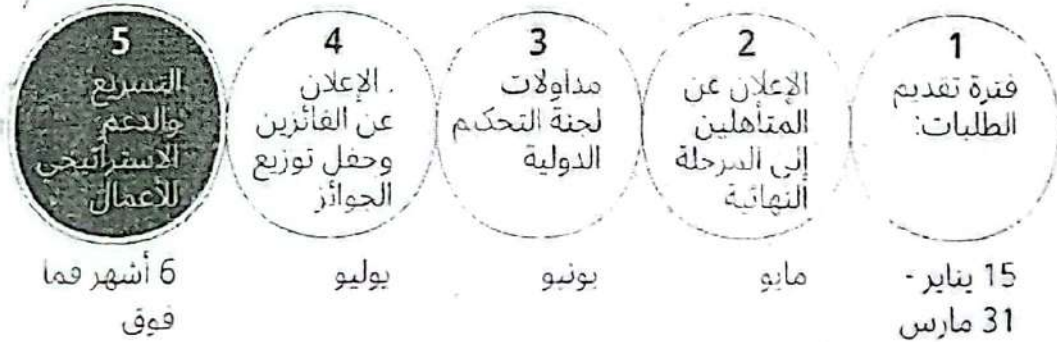 1
فترة تقديم
الطلبات:
15 يناير -
31 مارس
2
الإعلان عن
المتأهلين
إلى المرحلة
النهائية
مايو
3
مداولات
لجنة التحكيم
الدولية
يونيو
4
. الإعلان
عن الفائزين
وحفل توزيع
الجوائز
يوليو
5
التسريع
والدعم
الاستراتيجي
للأعمال
6 أشهر فما
فوق